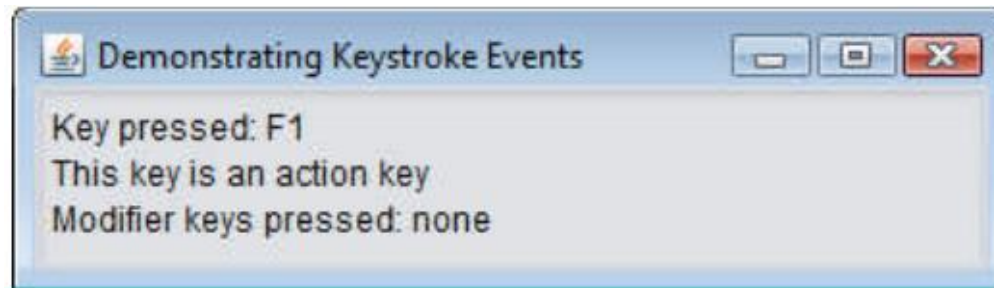 Demonstrating Keystroke Events
Key pressed: F1
This key is an action key
Modifier keys pressed: none